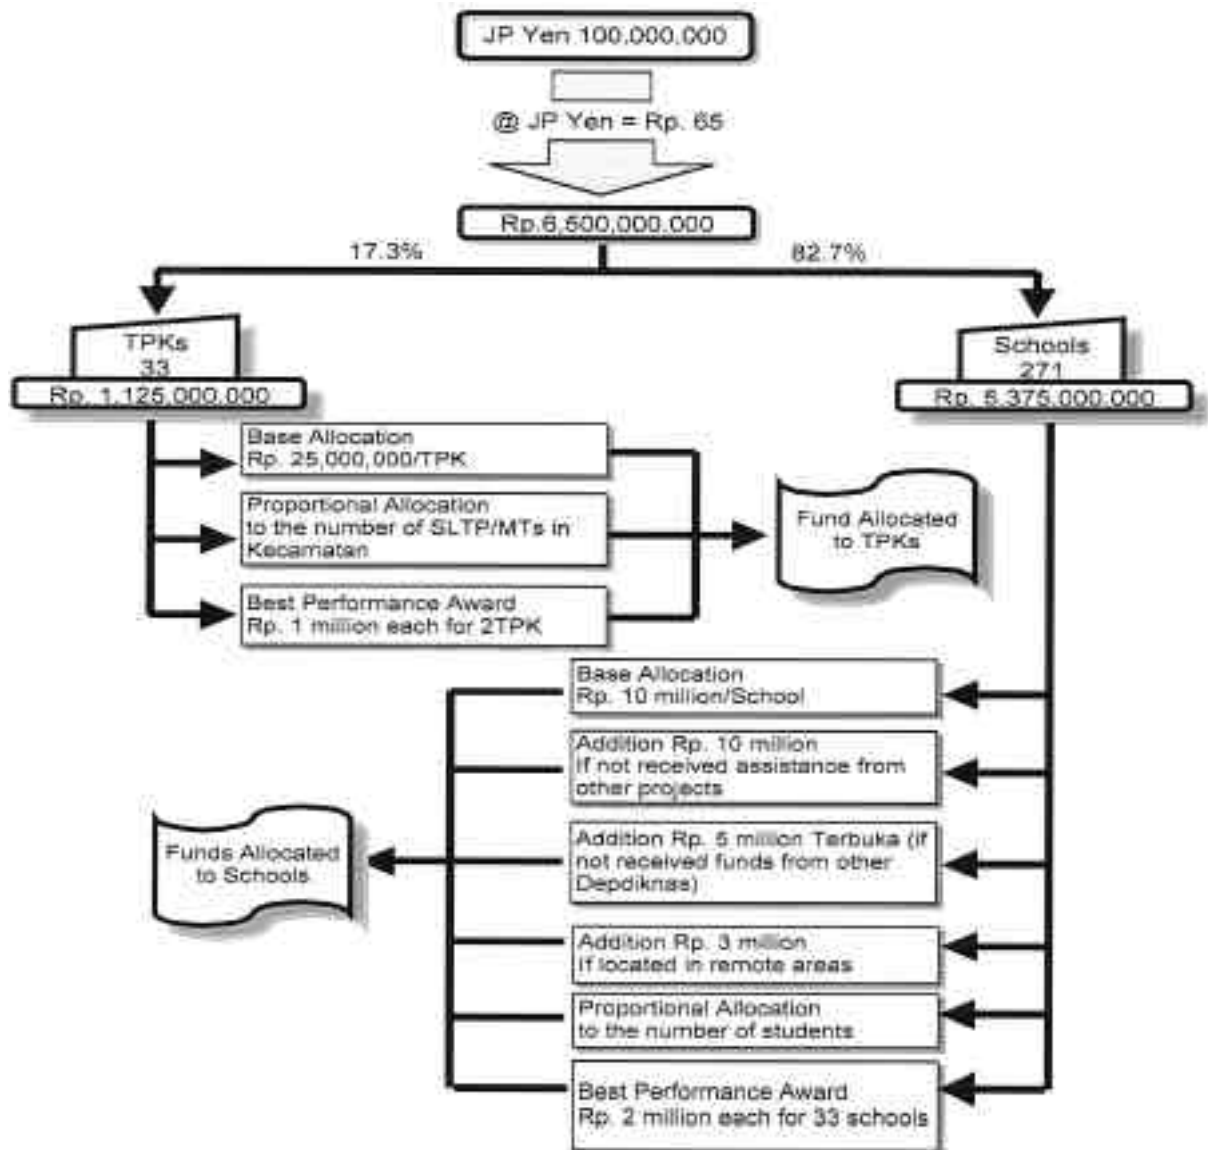 JP Yen 100,000,000
@ JP Yen = Rp. 65
Rp.6,500,000,000
17.3%
82.7%
TPKs
33
Rp. 1,125,000,000
Schools
271
Rp. 5,375,000,000
Base Allocation
Rp. 25,000,000/TPK
Proportional Allocation
to the number of SLTP/MTs in
Kecamatan
Best Performance Award
Rp. 1 million each for 2TPK
Fund Allocated
to TPKs
Base Allocation
Rp. 10 million/School
Addition Rp. 10 million
If not received assistance from
other projects
Addition Rp. 5 million Terbuka (if
not received funds from other
Depdiknas)
Addition Rp. 3 million
If located in remote areas
Proportional Allocation
to the number of students
Best Performance Award
Rp. 2 million each for 33 schools
Funds Allocated
to Schools